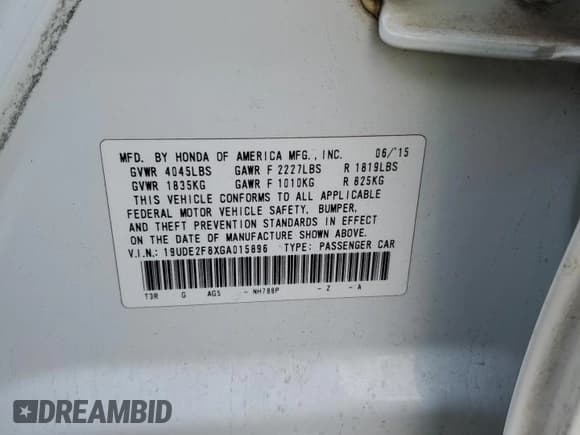 MFD. BY HONDA OF AMERICA MFG., INC. 06/'15
GVWR 4045LBS GAWR F 2227LBS R 1819LBS
GVWR 1835KG GAWR F 1010KG R 825KG
THIS VEHICLE CONFORMS TO ALL APPLICABLE
FEDERAL MOTOR VEHICLE SAFETY, BUMPER,
AND THEFT PREVENTION STANDARDS IN EFFECT
ON THE DATE OF MANUFACTURE SHOWN ABOVE.
V.I.N.: 19UDE2F8XGA015896 TYPE: PASSENGER CAR
T3R G AGS - NH788P - Z - A
DREAMBID